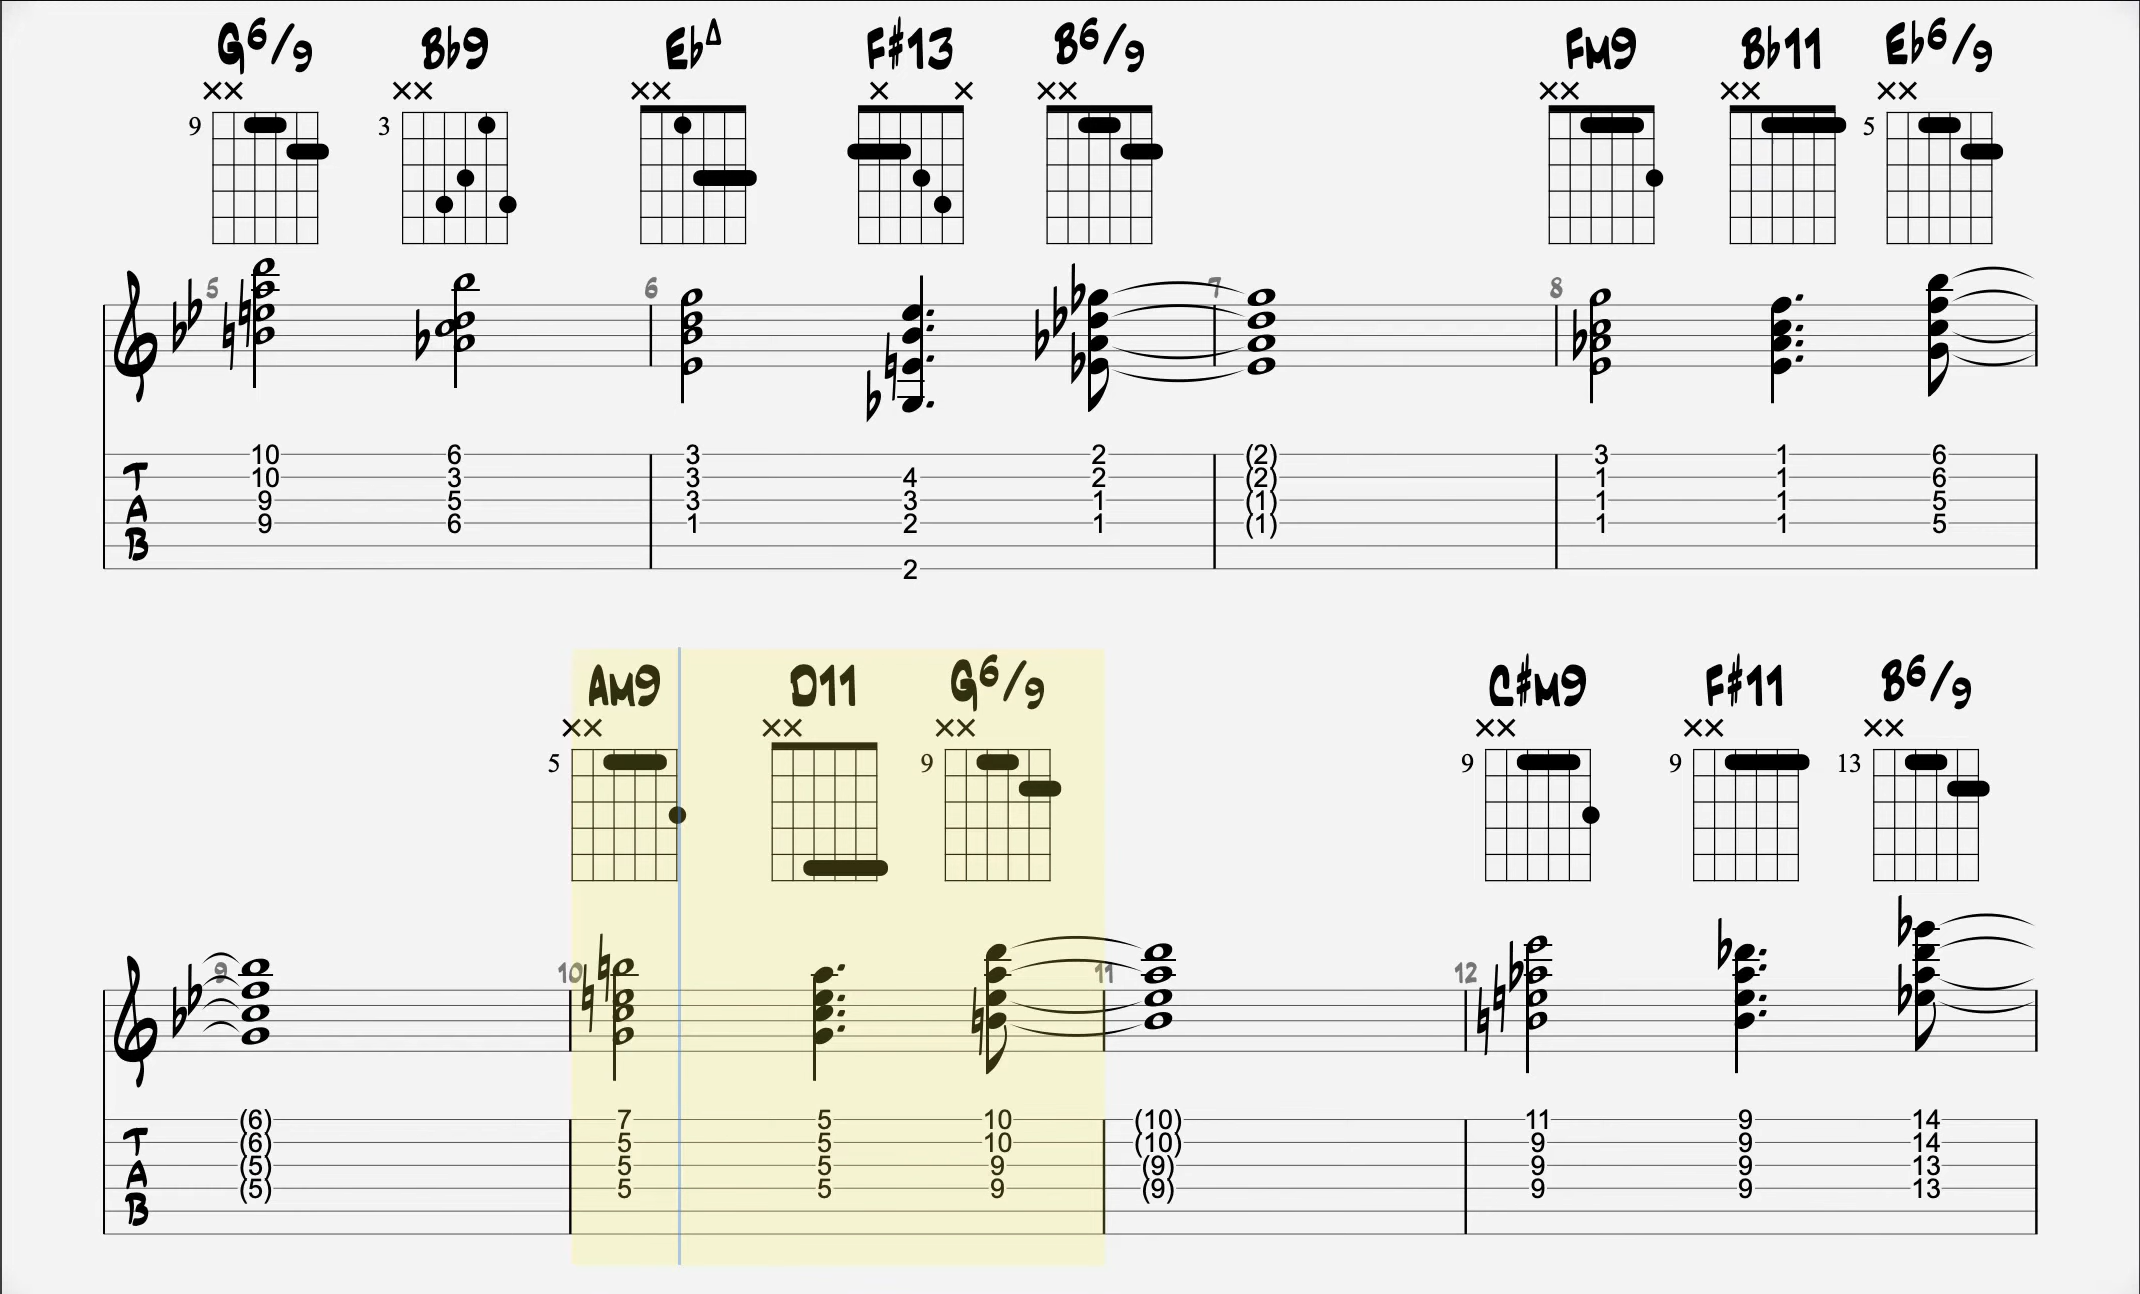 G6/9 Bb9 EbΔ F#13 B6/9 Fm9 Bb11 Eb6/9
×× ×× ×× × × ×× ×× ×× ××
9 3 5
5 6 7 8
10 6 3 2 (2) 3 1 6
T 10 3 3 4 2 (2) 1 1 6
A 9 5 3 3 1 (1) 1 1 5
9 6 1 2 1 (1) 1 1 5
B
2
Am9 D11 G6/9 C#m9 F#11 B6/9
×× ×× ×× ×× ×× ××
5 9 9 9 13
9 10 11 12
(6) 7 5 10 (10) 11 9 14
T (6) 5 5 10 (10) 9 9 14
A (5) 5 5 9 (9) 9 9 13
(5) 5 5 9 (9) 9 9 13
B